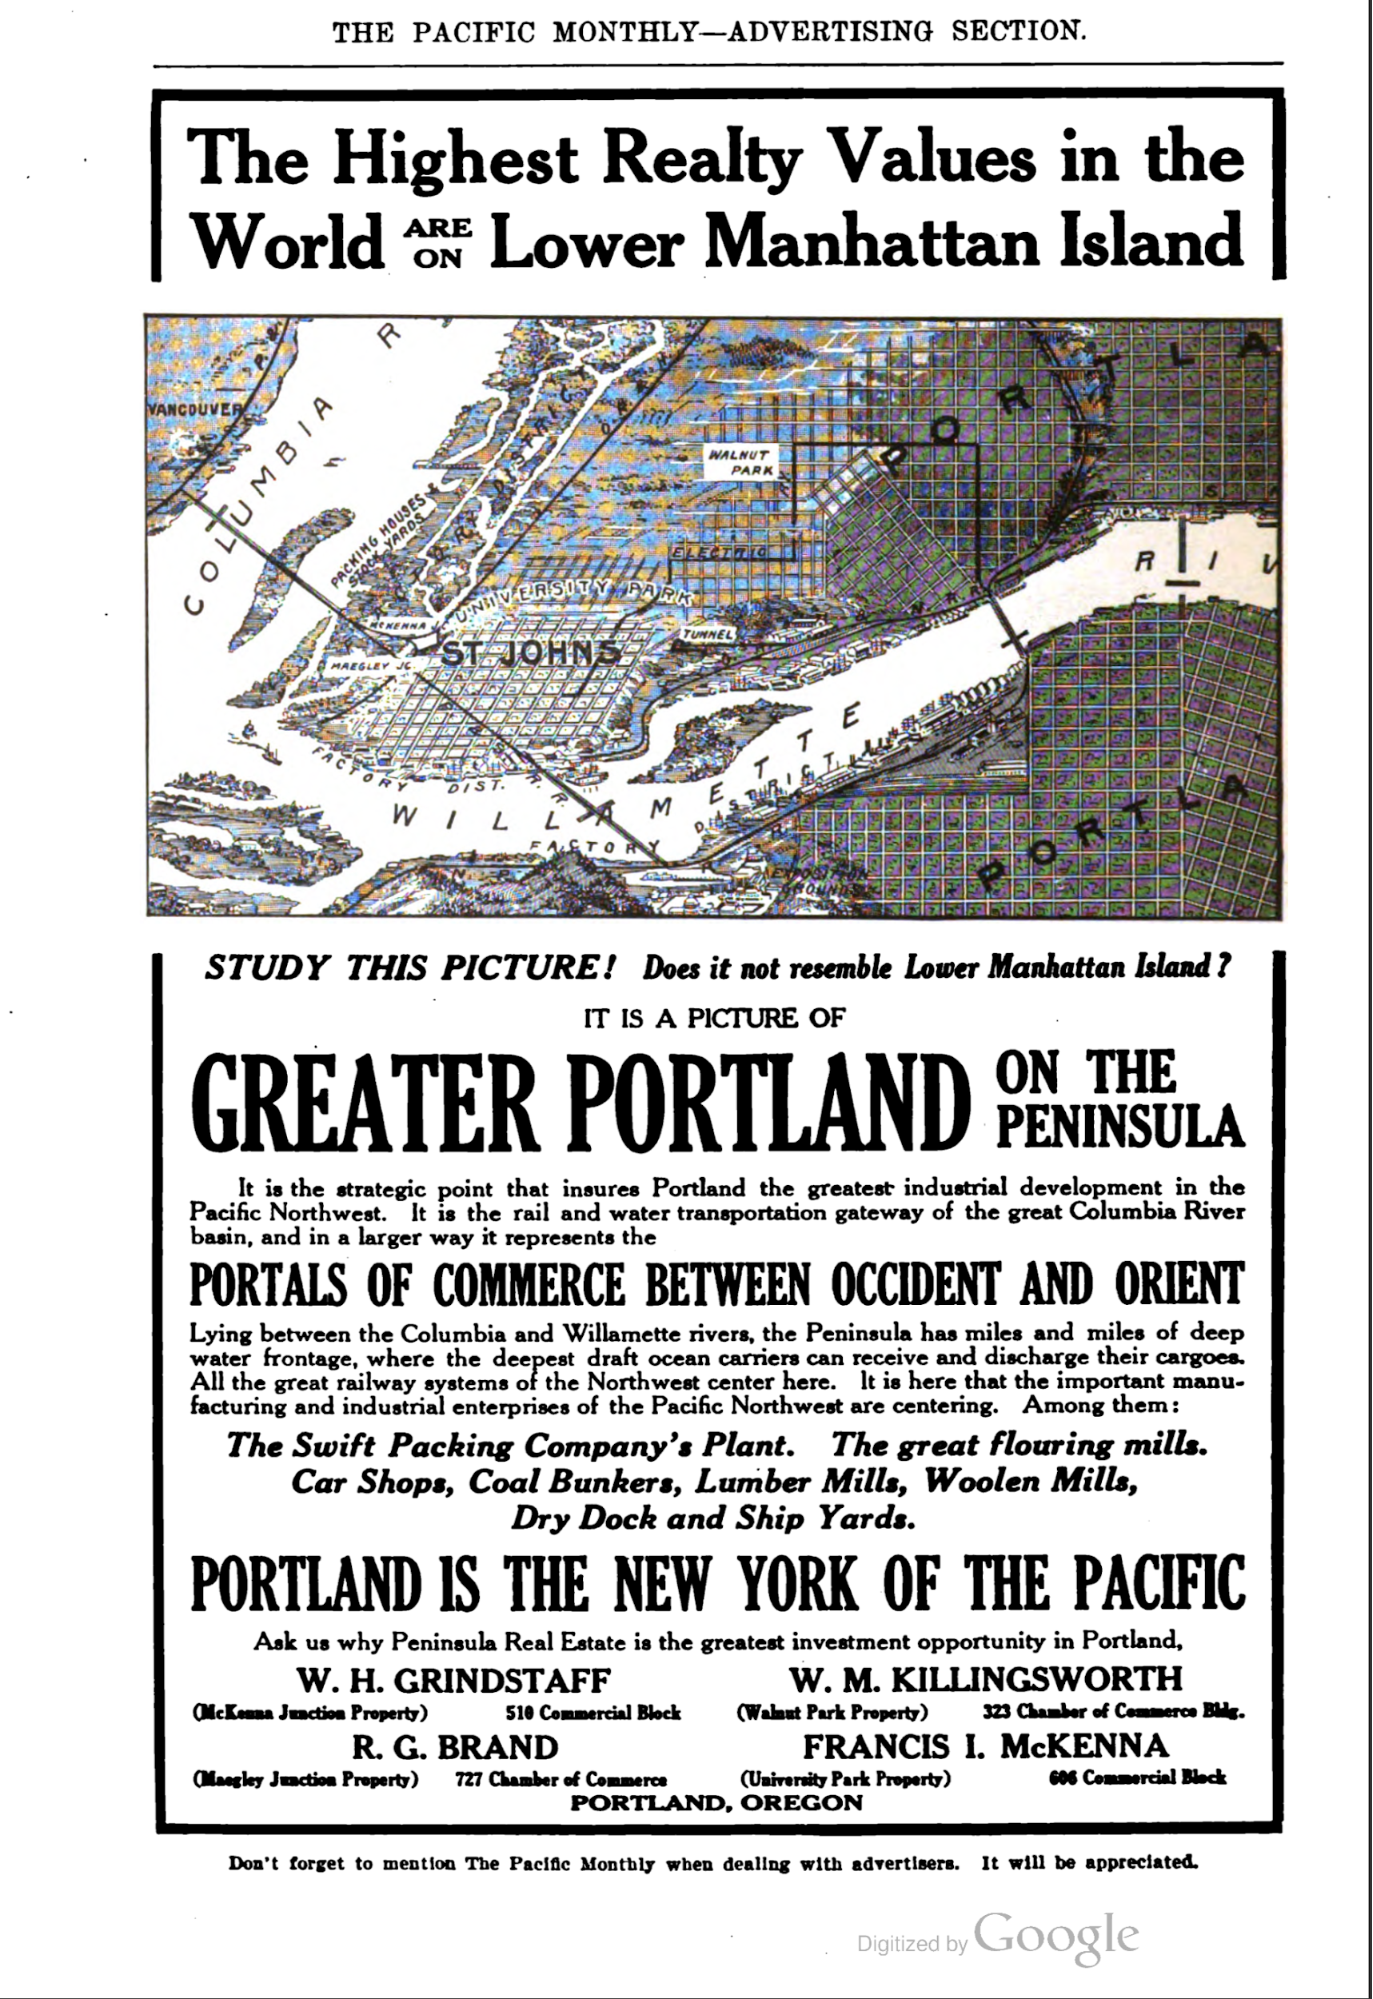 THE PACIFIC MONTHLY—ADVERTISING SECTION.
The Highest Realty Values in the
World ARE ON Lower Manhattan Island
VANCOUVER
COLUMBIA R
PACKING HOUSES &
STOCK YARDS
DISTRICT
WALNUT
PARK
PORTLA
ELECTRIC
UNIVERSITY PARK
McKENNA J
ST JOHNS
TUNNEL
MAEGLEY JC.
RIV
FACTORY DIST.
WILLAMETTE
FACTORY DISTRICT
N. P.
EXPOSITION
GROUNDS
PORTLA
STUDY THIS PICTURE! Does it not resemble Lower Manhattan Island?
IT IS A PICTURE OF
GREATER PORTLAND ON THE PENINSULA
It is the strategic point that insures Portland the greatest industrial development in the
Pacific Northwest. It is the rail and water transportation gateway of the great Columbia River
basin, and in a larger way it represents the
PORTALS OF COMMERCE BETWEEN OCCIDENT AND ORIENT
Lying between the Columbia and Willamette rivers, the Peninsula has miles and miles of deep
water frontage, where the deepest draft ocean carriers can receive and discharge their cargoes.
All the great railway systems of the Northwest center here. It is here that the important manu-
facturing and industrial enterprises of the Pacific Northwest are centering. Among them:
The Swift Packing Company's Plant. The great flouring mills.
Car Shops, Coal Bunkers, Lumber Mills, Woolen Mills,
Dry Dock and Ship Yards.
PORTLAND IS THE NEW YORK OF THE PACIFIC
Ask us why Peninsula Real Estate is the greatest investment opportunity in Portland,
W. H. GRINDSTAFF
(McKenna Junction Property) 510 Commercial Block
W. M. KILLINGSWORTH
(Walnut Park Property) 323 Chamber of Commerce Bldg.
R. G. BRAND
(Maegley Junction Property) 727 Chamber of Commerce
FRANCIS I. McKENNA
(University Park Property) 606 Commercial Block
PORTLAND, OREGON
Don't forget to mention The Pacific Monthly when dealing with advertisers. It will be appreciated.
Digitized by Google